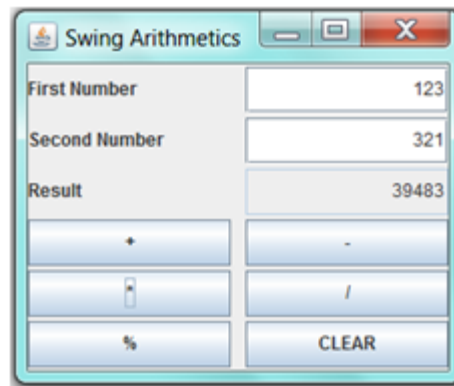 Swing Arithmetics
First Number 123
Second Number 321
Result 39483
+ -
* /
% CLEAR